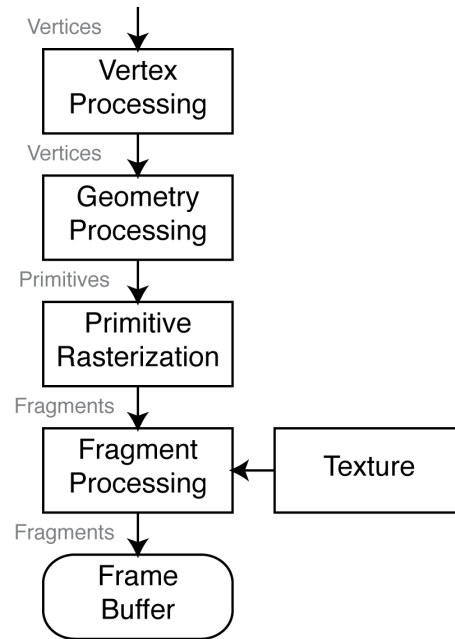 Vertices
Vertex
Processing
Vertices
Geometry
Processing
Primitives
Primitive
Rasterization
Fragments
Fragment
Processing
Texture
Fragments
Frame
Buffer